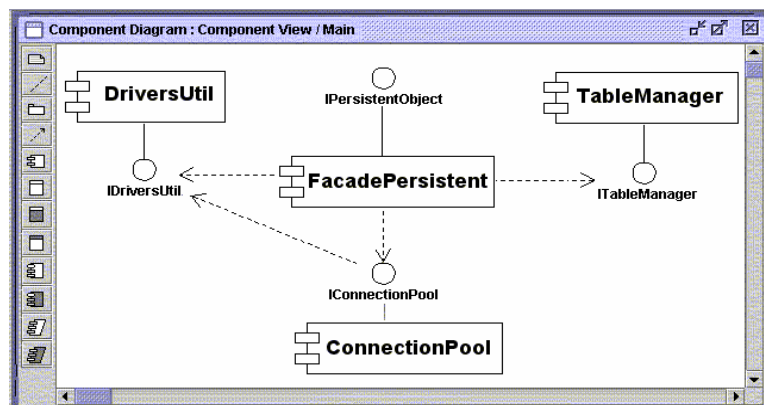 Component Diagram : Component View / Main
DriversUtil
IPersistentObject
TableManager
IDriversUtil
FacadePersistent
ITableManager
IConnectionPool
ConnectionPool